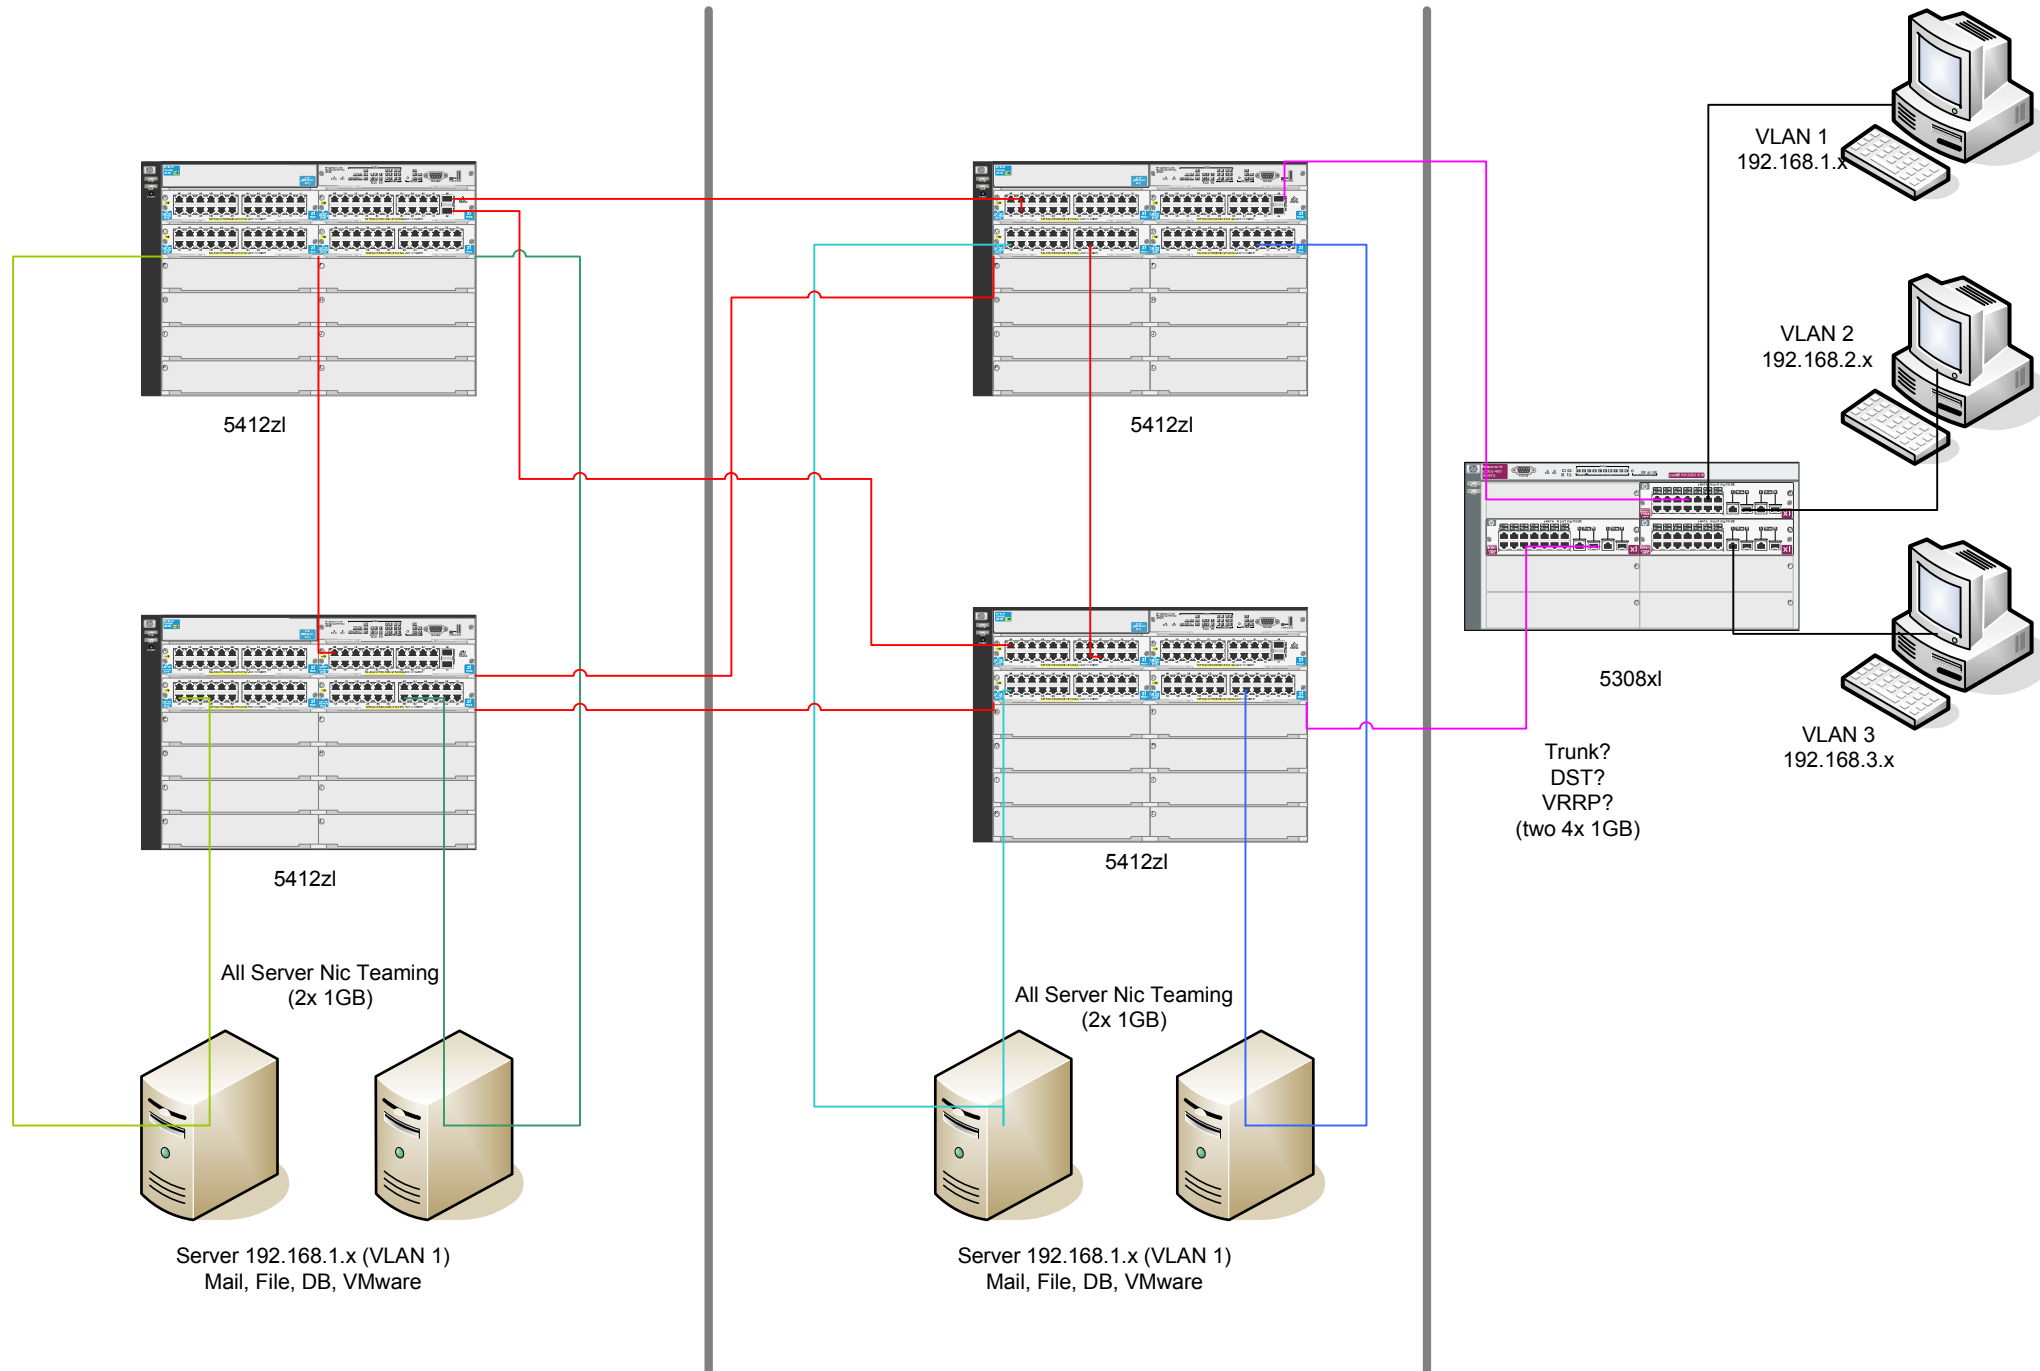 VLAN 1
192.168.1.x
VLAN 2
192.168.2.x
5412zl
5412zl
5308xl
VLAN 3
192.168.3.x
Trunk?
DST?
VRRP?
(two 4x 1GB)
5412zl
5412zl
All Server Nic Teaming
(2x 1GB)
All Server Nic Teaming
(2x 1GB)
Server 192.168.1.x (VLAN 1)
Mail, File, DB, VMware
Server 192.168.1.x (VLAN 1)
Mail, File, DB, VMware